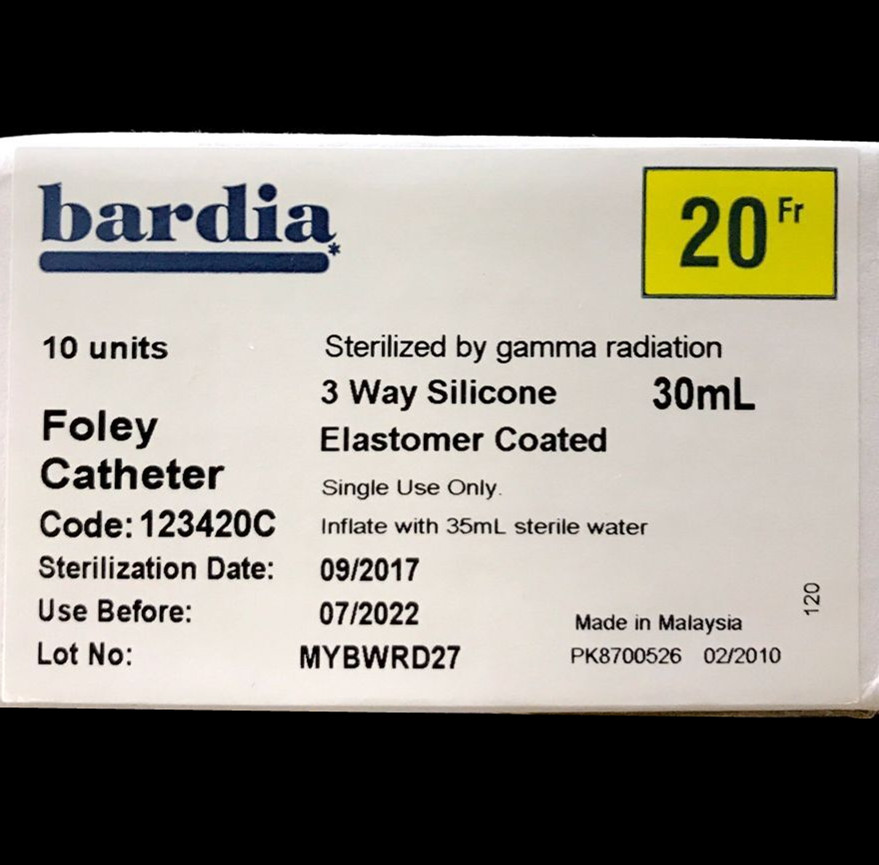 bardia*
20 Fr
10 units
Sterilized by gamma radiation
3 Way Silicone 30mL
Elastomer Coated
Foley
Catheter
Single Use Only.
Code: 123420C
Inflate with 35mL sterile water
Sterilization Date: 09/2017
Use Before: 07/2022
Lot No: MYBWRD27
Made in Malaysia
PK8700526 02/2010
120